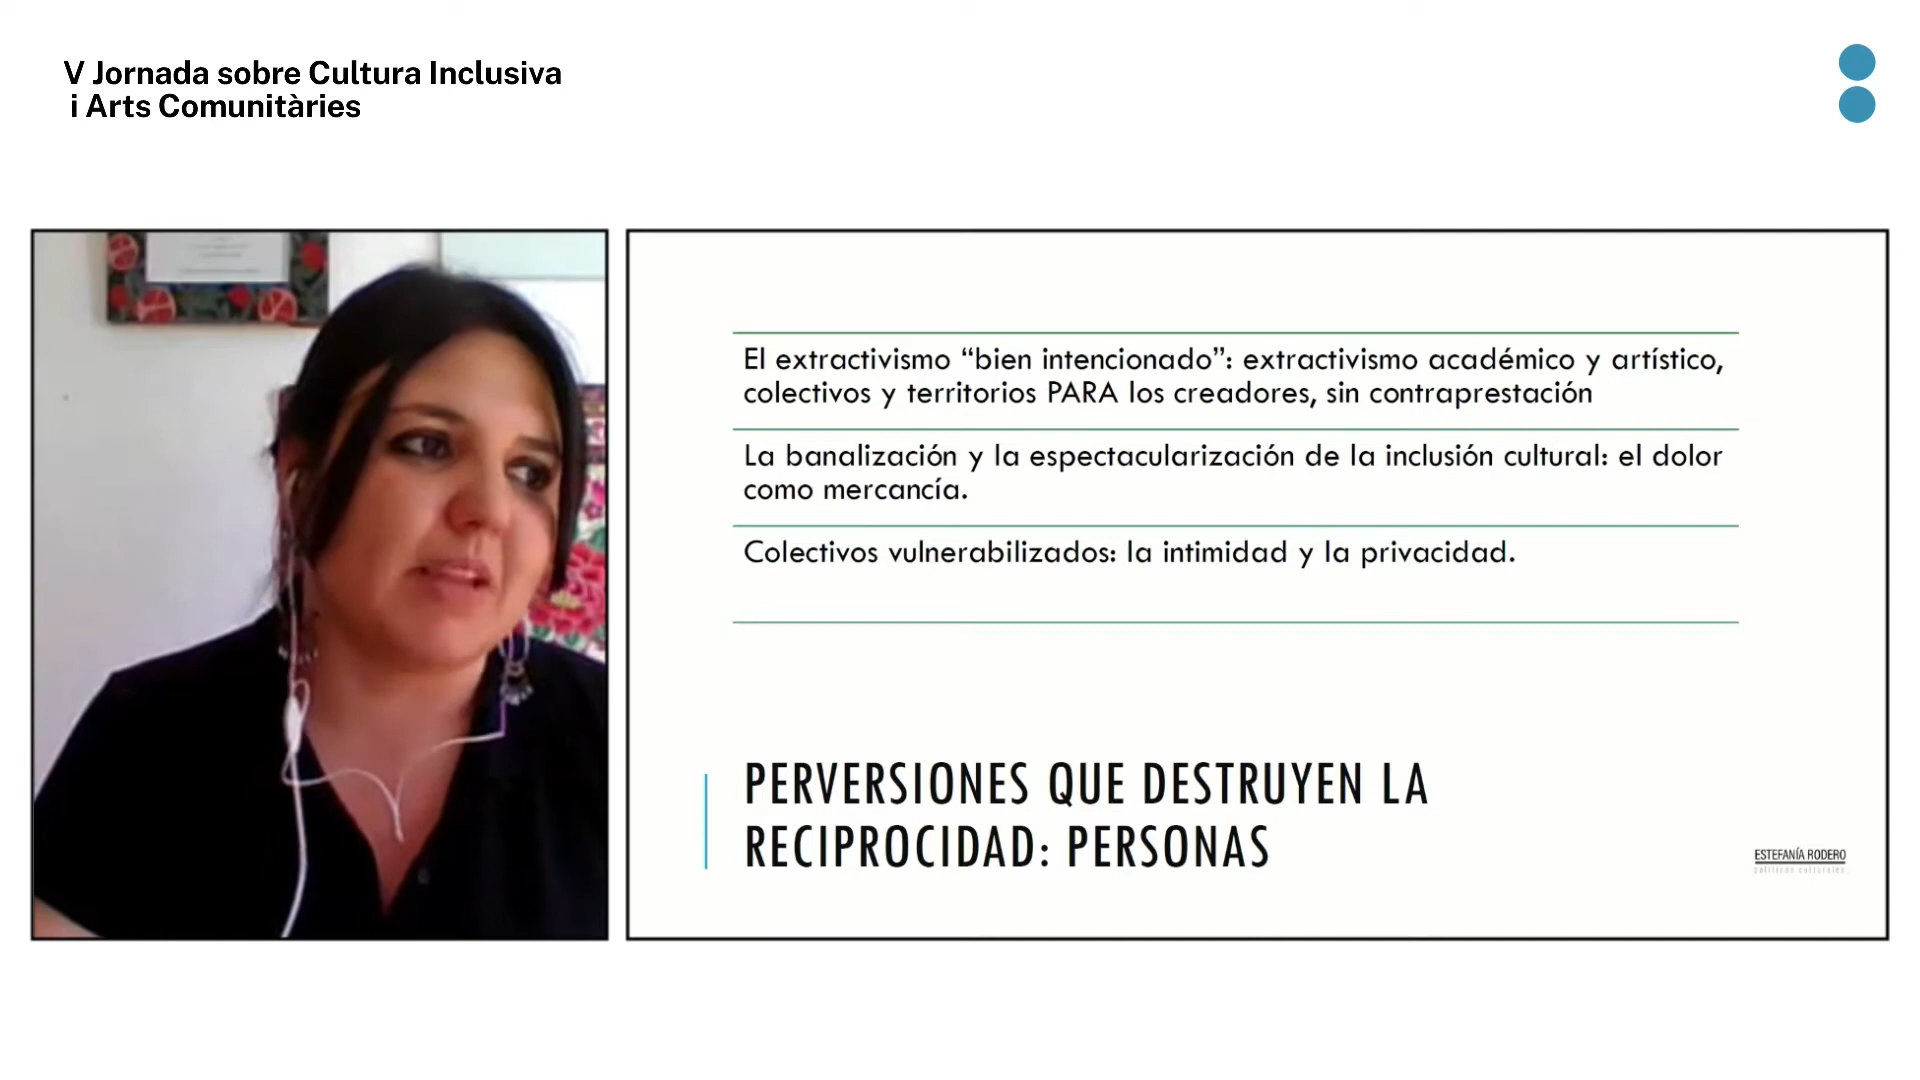 V Jornada sobre Cultura Inclusiva
i Arts Comunitàries
El extractivismo “bien intencionado”: extractivismo académico y artístico,
colectivos y territorios PARA los creadores, sin contraprestación
La banalización y la espectacularización de la inclusión cultural: el dolor
como mercancía.
Colectivos vulnerabilizados: la intimidad y la privacidad.
PERVERSIONES QUE DESTRUYEN LA
RECIPROCIDAD: PERSONAS
ESTEFANÍA RODERO
políticas culturales